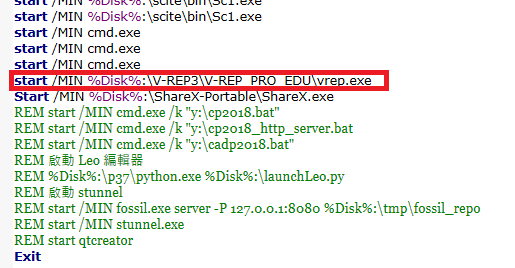 start /MIN %Disk%:\scite\bin\Sc1.exe
start /MIN %Disk%:\scite\bin\Sc1.exe
start /MIN cmd.exe
start /MIN cmd.exe
start /MIN cmd.exe
start /MIN %Disk%:\V-REP3\V-REP_PRO_EDU\vrep.exe
Start /MIN %Disk%:\ShareX-Portable\ShareX.exe
REM start /MIN cmd.exe /k "y:\cp2018.bat"
REM start /MIN cmd.exe /k "y:\cp2018_http_server.bat
REM start /MIN cmd.exe /k "y:\cadp2018.bat"
REM 啟動 Leo 編輯器
REM %Disk%:\p37\python.exe %Disk%:\launchLeo.py
REM 啟動 stunnel
REM start /MIN fossil.exe server -P 127.0.0.1:8080 %Disk%:\tmp\fossil_repo
REM start /MIN stunnel.exe
REM start qtcreator
Exit